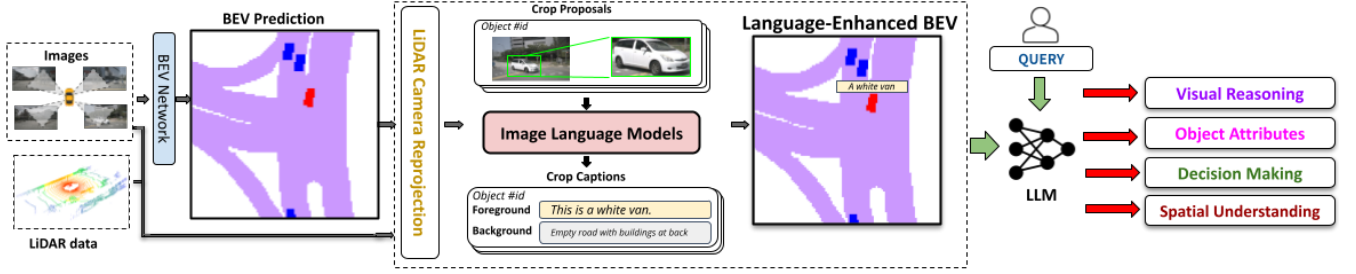 Images
LiDAR data
BEV Network
BEV Prediction
LiDAR Camera Reprojection
Crop Proposals
Object #id
Image Language Models
Crop Captions
Object #id
Foreground
This is a white van.
Background
Empty road with buildings at back
Language-Enhanced BEV
A white van
QUERY
LLM
Visual Reasoning
Object Attributes
Decision Making
Spatial Understanding